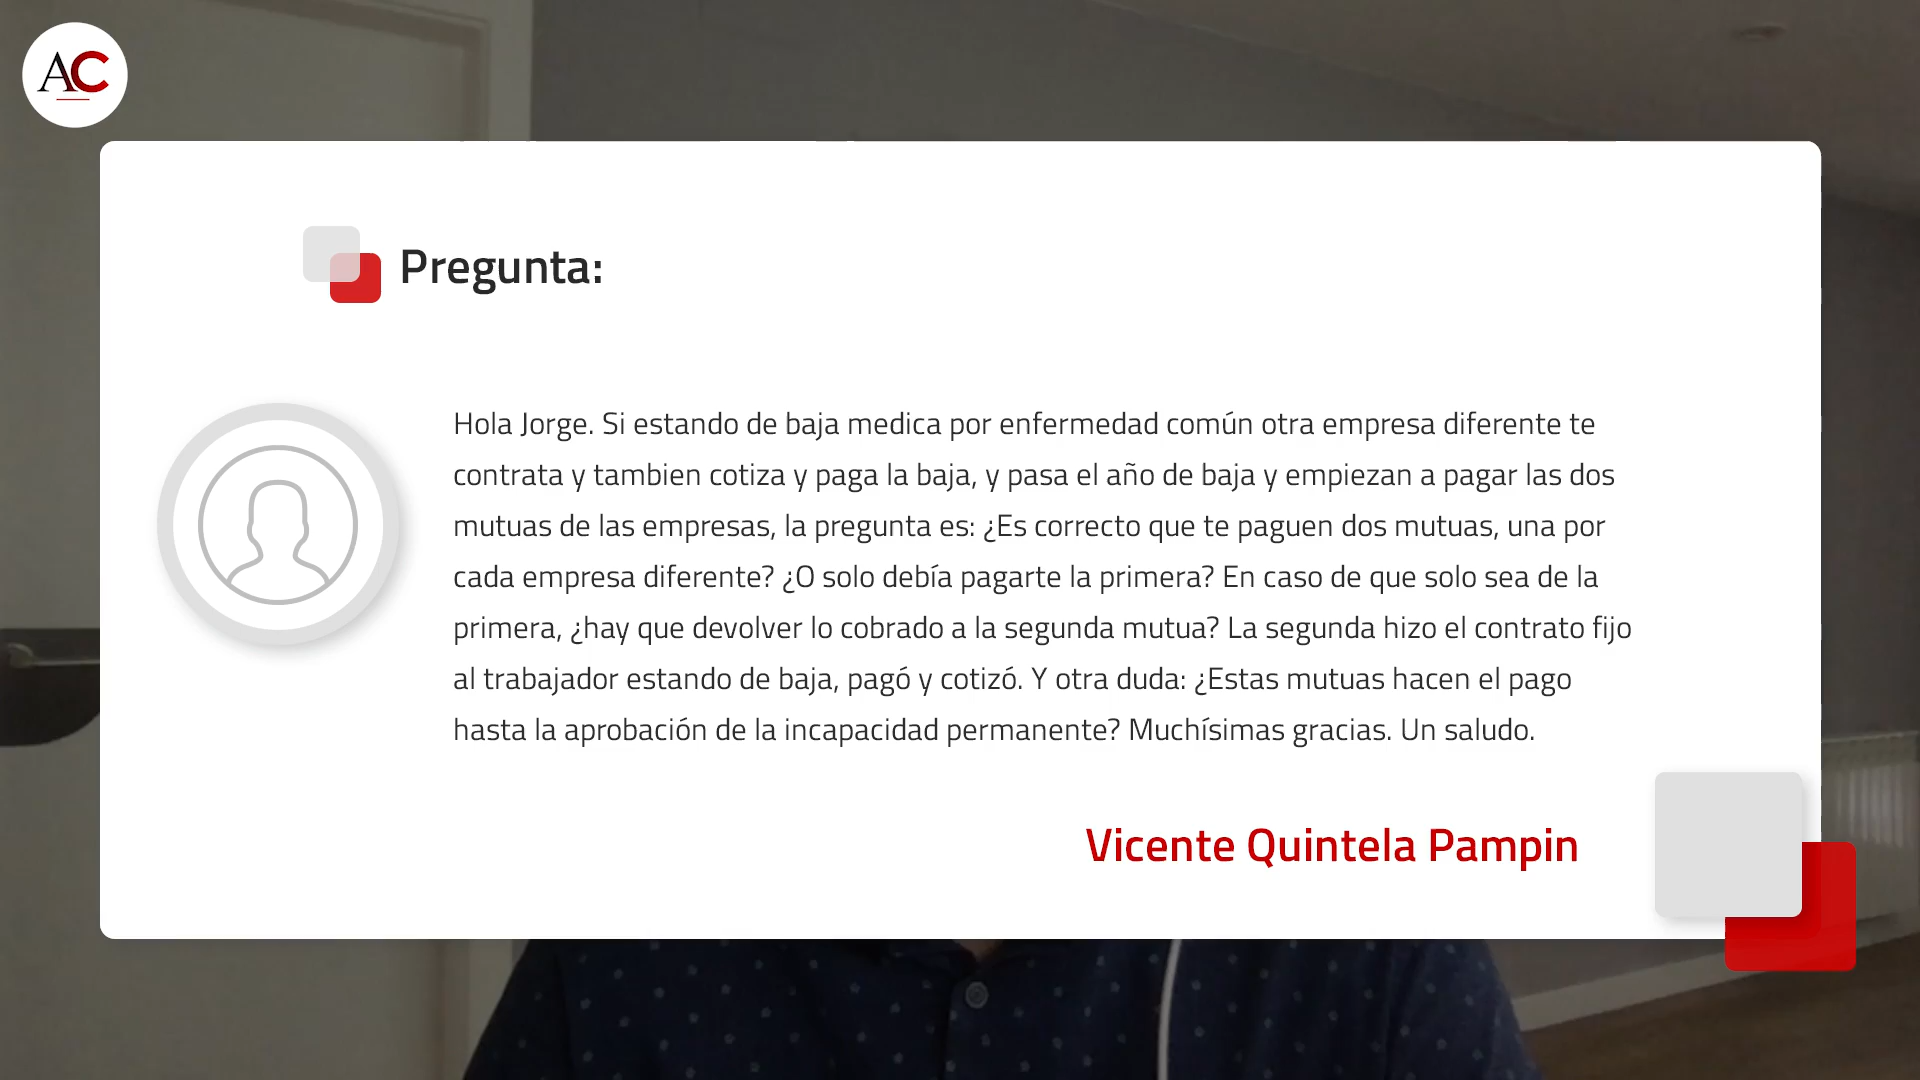 AC
Pregunta:
Hola Jorge. Si estando de baja medica por enfermedad común otra empresa diferente te
contrata y tambien cotiza y paga la baja, y pasa el año de baja y empiezan a pagar las dos
mutuas de las empresas, la pregunta es: ¿Es correcto que te paguen dos mutuas, una por
cada empresa diferente? ¿O solo debía pagarte la primera? En caso de que solo sea de la
primera, ¿hay que devolver lo cobrado a la segunda mutua? La segunda hizo el contrato fijo
al trabajador estando de baja, pagó y cotizó. Y otra duda: ¿Estas mutuas hacen el pago
hasta la aprobación de la incapacidad permanente? Muchísimas gracias. Un saludo.
Vicente Quintela Pampin